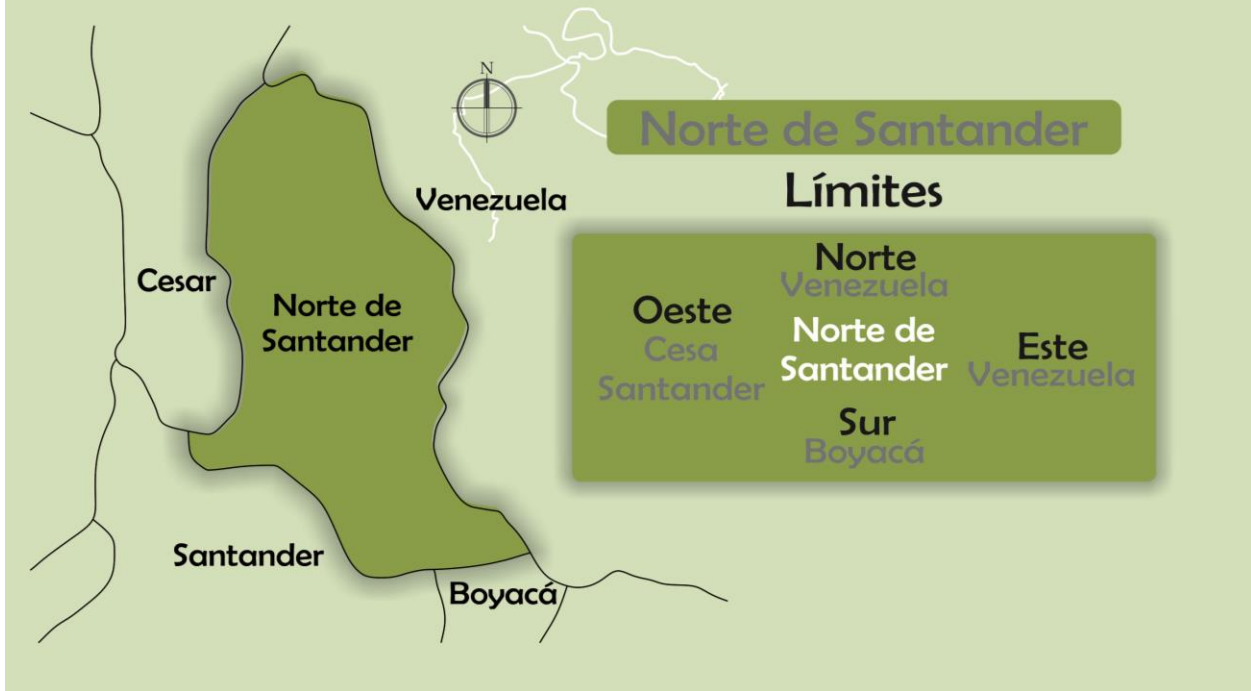 N
Venezuela
Cesar
Norte de
Santander
Santander
Boyacá
Norte de Santander
Límites
Norte
Venezuela
Oeste
Cesa
Santander
Norte de
Santander
Este
Venezuela
Sur
Boyacá